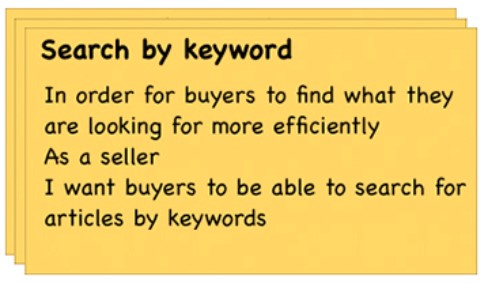 Search by keyword
In order for buyers to find what they
are looking for more efficiently
As a seller
I want buyers to be able to search for
articles by keywords